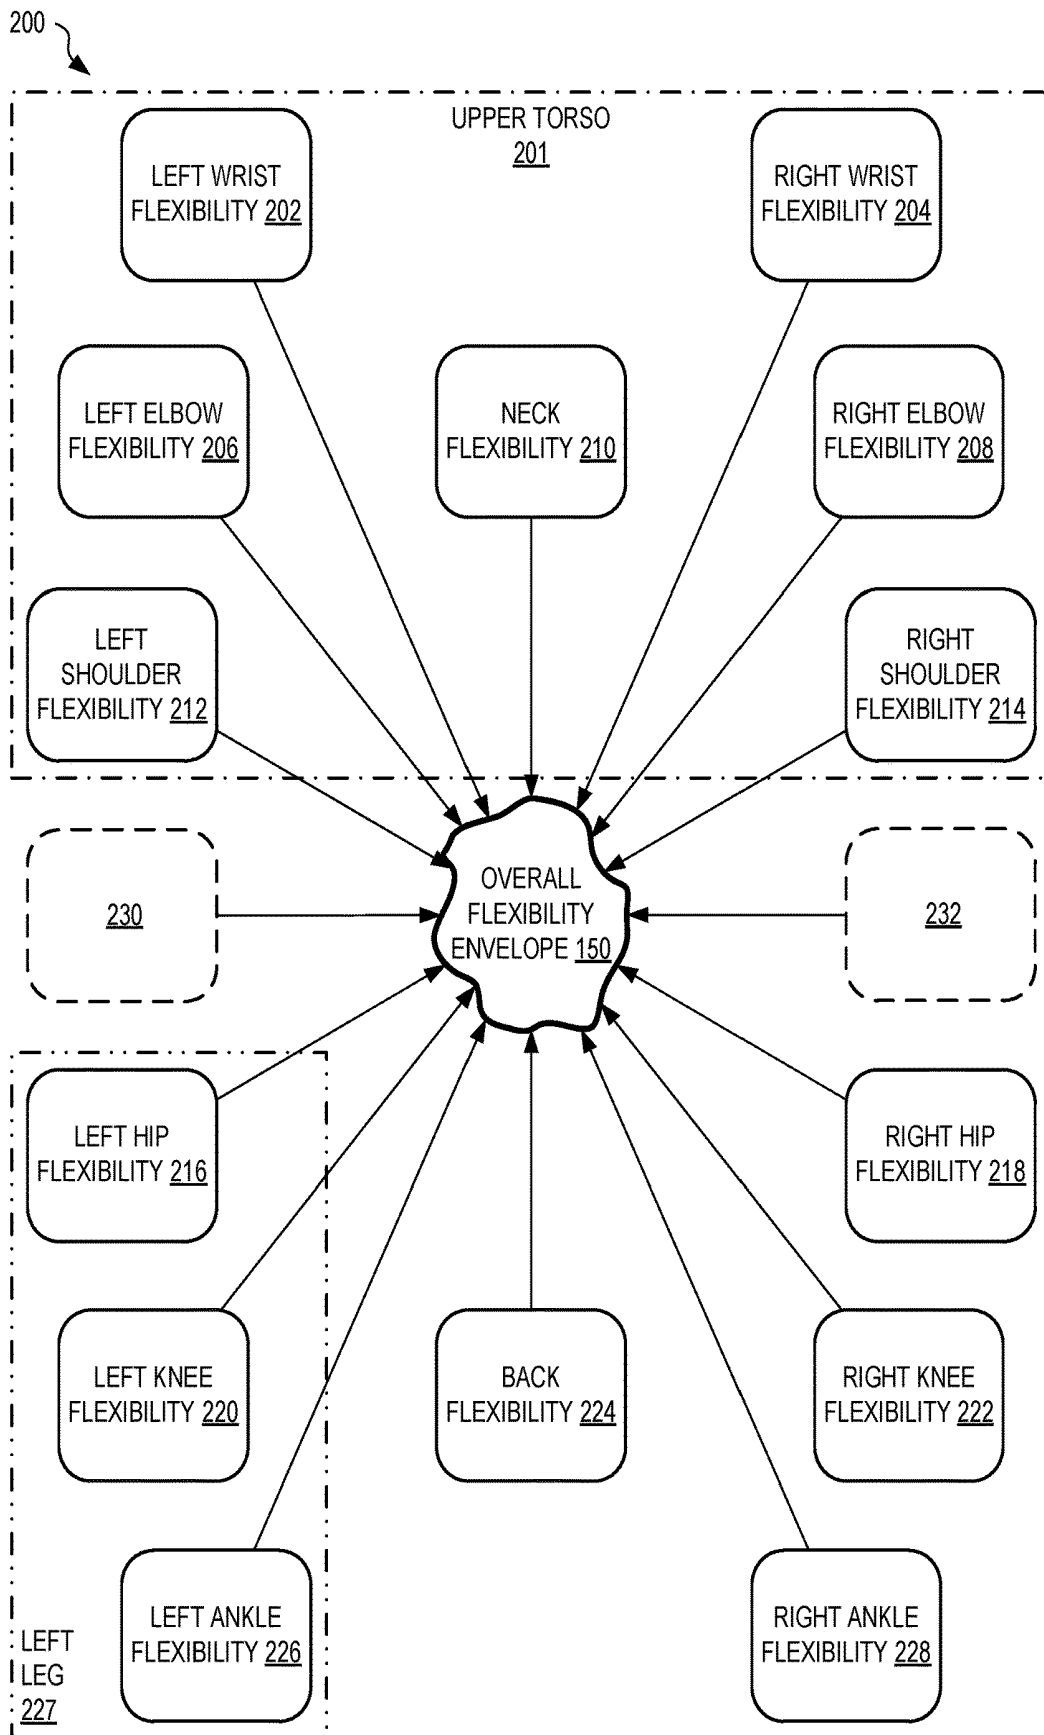 200
UPPER TORSO
201
LEFT WRIST
FLEXIBILITY 202
RIGHT WRIST
FLEXIBILITY 204
LEFT ELBOW
FLEXIBILITY 206
NECK
FLEXIBILITY 210
RIGHT ELBOW
FLEXIBILITY 208
LEFT
SHOULDER
FLEXIBILITY 212
RIGHT
SHOULDER
FLEXIBILITY 214
230
OVERALL
FLEXIBILITY
ENVELOPE 150
232
LEFT HIP
FLEXIBILITY 216
RIGHT HIP
FLEXIBILITY 218
LEFT KNEE
FLEXIBILITY 220
BACK
FLEXIBILITY 224
RIGHT KNEE
FLEXIBILITY 222
LEFT ANKLE
FLEXIBILITY 226
RIGHT ANKLE
FLEXIBILITY 228
LEFT
LEG
227